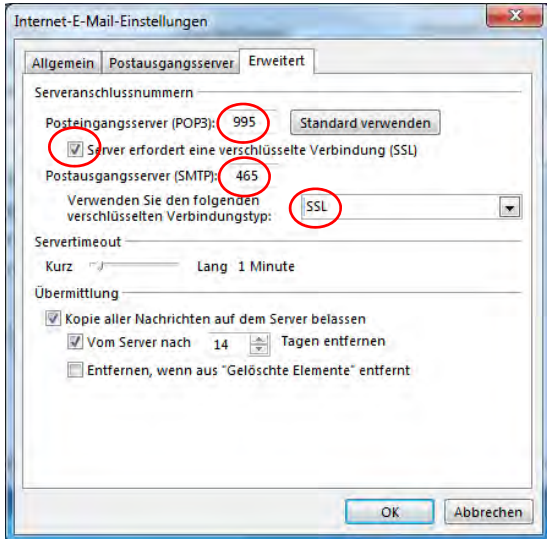 Internet-E-Mail-Einstellungen
Allgemein Postausgangsserver Erweitert
Serveranschlussnummern
Posteingangsserver (POP3): 995 Standard verwenden
Server erfordert eine verschlüsselte Verbindung (SSL)
Postausgangsserver (SMTP): 465
Verwenden Sie den folgenden
verschlüsselten Verbindungstyp: SSL
Servertimeout
Kurz Lang 1 Minute
Übermittlung
Kopie aller Nachrichten auf dem Server belassen
Vom Server nach 14 Tagen entfernen
Entfernen, wenn aus "Gelöschte Elemente" entfernt
OK Abbrechen